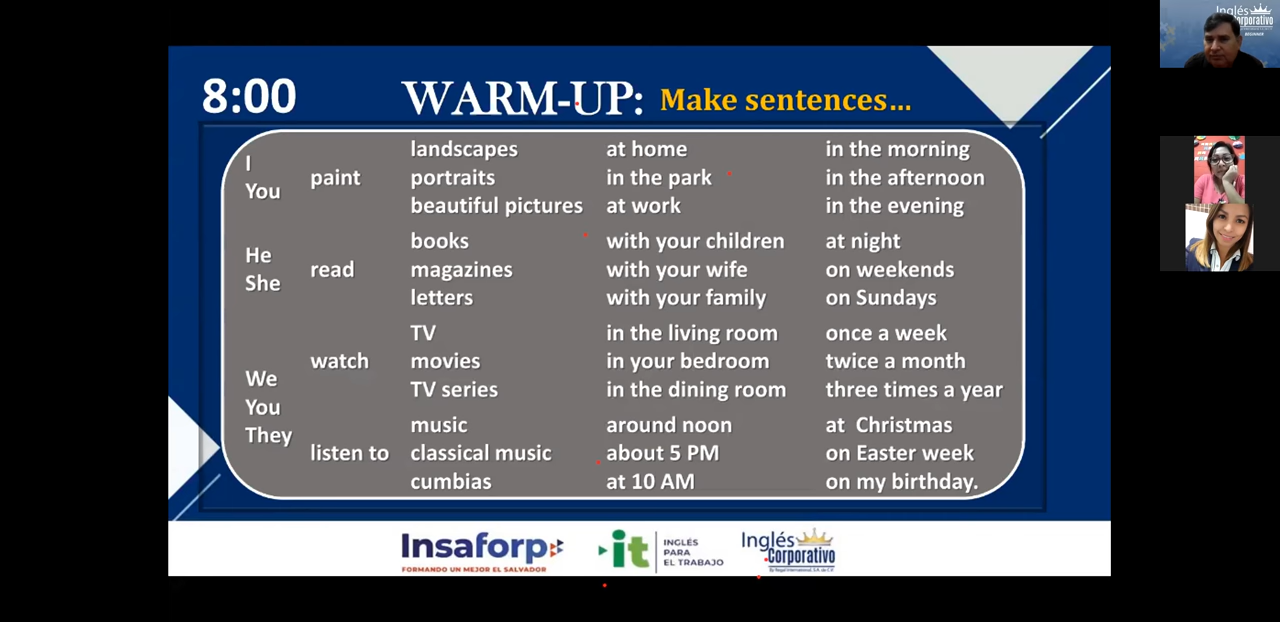 8:00 WARM-UP: Make sentences...
I
You
paint
landscapes at home in the morning
portraits in the park in the afternoon
beautiful pictures at work in the evening
He
She
read
books with your children at night
magazines with your wife on weekends
letters with your family on Sundays
We
You
They
watch
TV in the living room once a week
movies in your bedroom twice a month
TV series in the dining room three times a year
listen to
music around noon at Christmas
classical music about 5 PM on Easter week
cumbias at 10 AM on my birthday.
Insaforp
FORMANDO UN MEJOR EL SALVADOR
it
INGLÉS
PARA
EL TRABAJO
Inglés
Corporativo
Inglés
Corporativo
BEGINNER